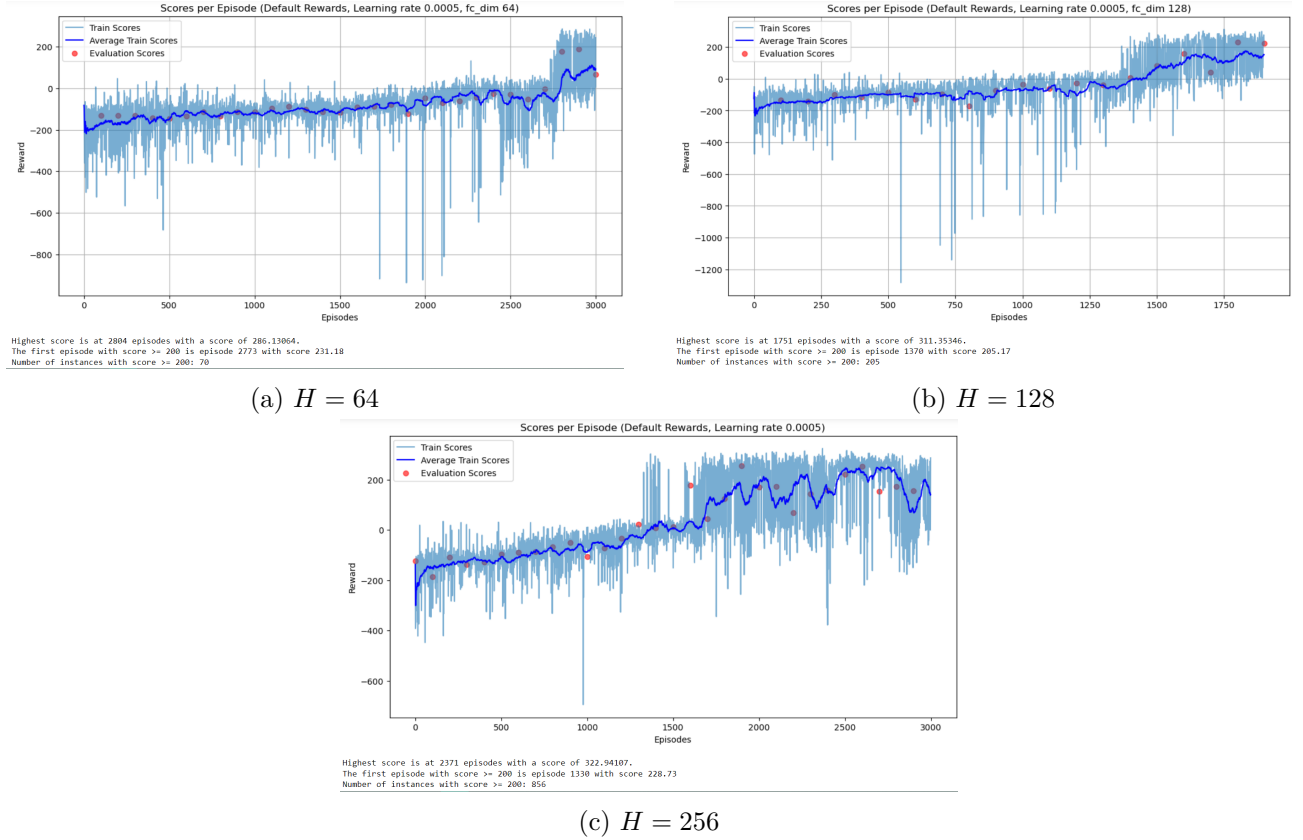 Scores per Episode (Default Rewards, Learning rate 0.0005, fc_dim 64)
Train Scores
Average Train Scores
Evaluation Scores
200
0
−200
−400
−600
−800
Reward
0 500 1000 1500 2000 2500 3000
Episodes
Highest score is at 2804 episodes with a score of 286.13064.
The first episode with score >= 200 is episode 2773 with score 231.18
Number of instances with score >= 200: 70
(a) H = 64
Scores per Episode (Default Rewards, Learning rate 0.0005, fc_dim 128)
Train Scores
Average Train Scores
Evaluation Scores
200
0
−200
−400
−600
−800
−1000
−1200
Reward
0 250 500 750 1000 1250 1500 1750
Episodes
Highest score is at 1751 episodes with a score of 311.35346.
The first episode with score >= 200 is episode 1370 with score 205.17
Number of instances with score >= 200: 205
(b) H = 128
Scores per Episode (Default Rewards, Learning rate 0.0005)
Train Scores
Average Train Scores
Evaluation Scores
200
0
−200
−400
−600
Reward
0 500 1000 1500 2000 2500 3000
Episodes
Highest score is at 2371 episodes with a score of 322.94107.
The first episode with score >= 200 is episode 1330 with score 228.73
Number of instances with score >= 200: 856
(c) H = 256